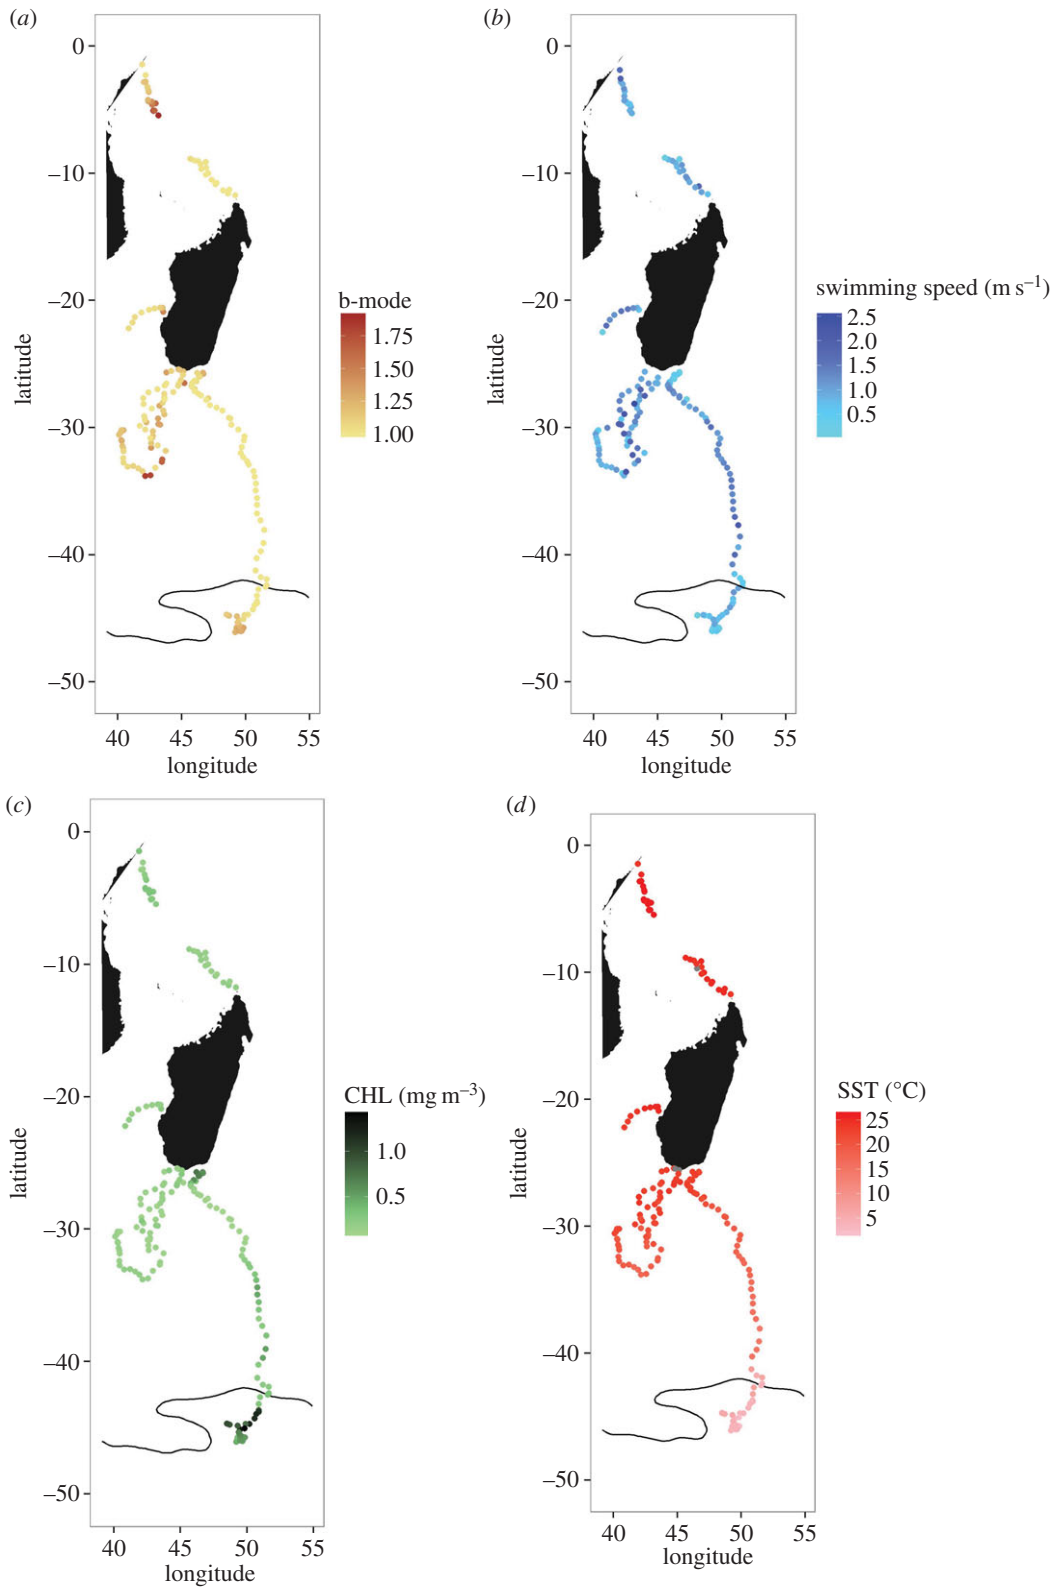 (a)
0
–10
–20
–30
–40
–50
latitude
40 45 50 55
longitude
b-mode
1.75
1.50
1.25
1.00
(b)
0
–10
–20
–30
–40
–50
latitude
40 45 50 55
longitude
swimming speed (m s–1)
2.5
2.0
1.5
1.0
0.5
(c)
0
–10
–20
–30
–40
–50
latitude
40 45 50 55
longitude
CHL (mg m–3)
1.0
0.5
(d)
0
–10
–20
–30
–40
–50
latitude
40 45 50 55
longitude
SST (°C)
25
20
15
10
5